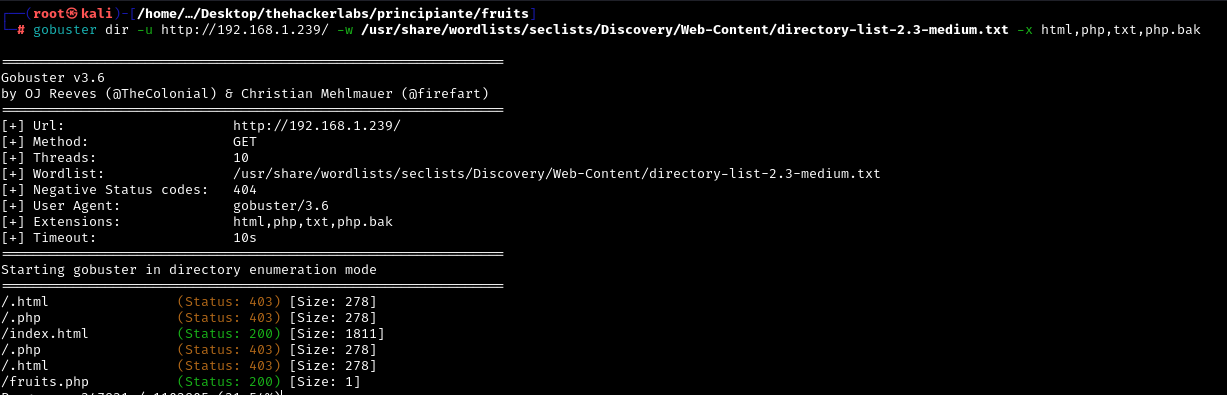 (root㉿kali)-[/home/…/Desktop/thehackerlabs/principiante/fruits]
# gobuster dir -u http://192.168.1.239/ -w /usr/share/wordlists/seclists/Discovery/Web-Content/directory-list-2.3-medium.txt -x html,php,txt,php.bak
===============================================================
Gobuster v3.6
by OJ Reeves (@TheColonial) & Christian Mehlmauer (@firefart)
===============================================================
[+] Url:                     http://192.168.1.239/
[+] Method:                  GET
[+] Threads:                 10
[+] Wordlist:                /usr/share/wordlists/seclists/Discovery/Web-Content/directory-list-2.3-medium.txt
[+] Negative Status codes:   404
[+] User Agent:              gobuster/3.6
[+] Extensions:              html,php,txt,php.bak
[+] Timeout:                 10s
===============================================================
Starting gobuster in directory enumeration mode
===============================================================
/.html                (Status: 403) [Size: 278]
/.php                 (Status: 403) [Size: 278]
/index.html           (Status: 200) [Size: 1811]
/.php                 (Status: 403) [Size: 278]
/.html                (Status: 403) [Size: 278]
/fruits.php           (Status: 200) [Size: 1]